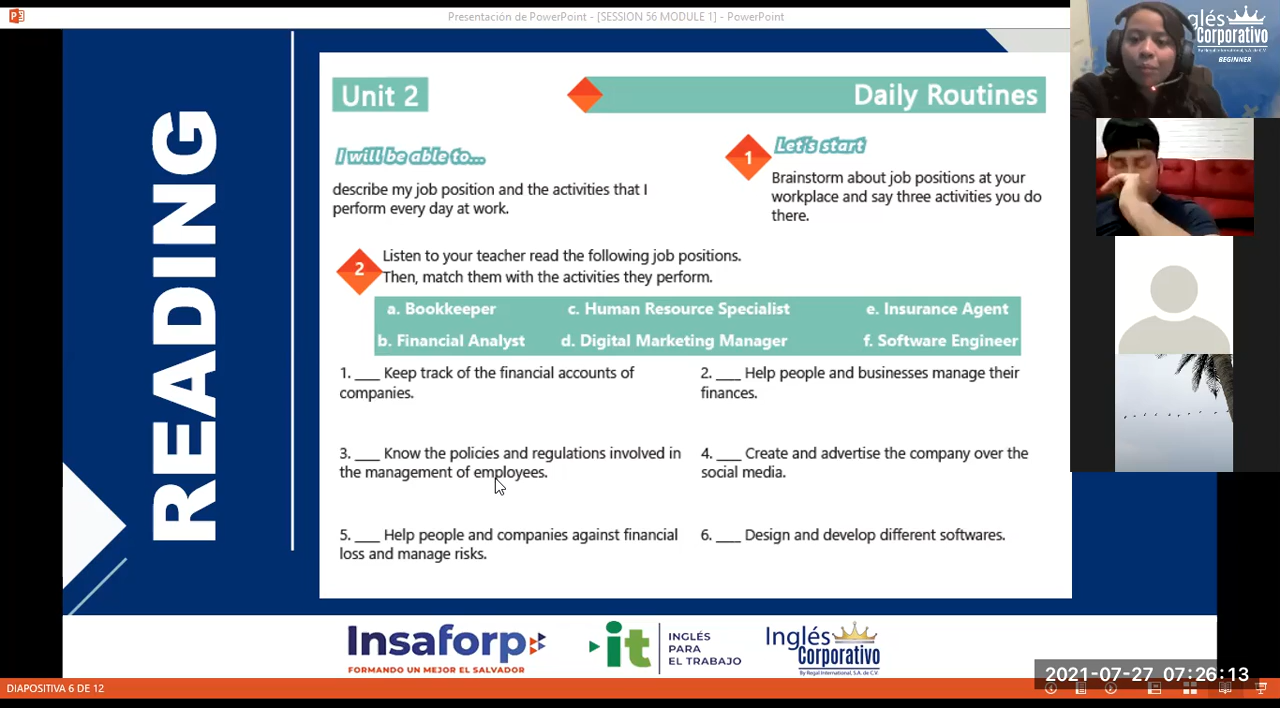 Presentación de PowerPoint - [SESSION 56 MODULE 1] - PowerPoint
glés
Corporativo
By Regal International, S.A. de C.V.
BEGINNER
READING
Unit 2
Daily Routines
I will be able to...
describe my job position and the activities that I
perform every day at work.
1
Let's start
Brainstorm about job positions at your
workplace and say three activities you do
there.
2
Listen to your teacher read the following job positions.
Then, match them with the activities they perform.
a. Bookkeeper c. Human Resource Specialist e. Insurance Agent
b. Financial Analyst d. Digital Marketing Manager f. Software Engineer
1. ___ Keep track of the financial accounts of
companies.
2. ___ Help people and businesses manage their
finances.
3. ___ Know the policies and regulations involved in
the management of employees.
4. ___ Create and advertise the company over the
social media.
5. ___ Help people and companies against financial
loss and manage risks.
6. ___ Design and develop different softwares.
Insaforp
FORMANDO UN MEJOR EL SALVADOR
it
INGLÉS
PARA
EL TRABAJO
Inglés
Corporativo
By Regal International, S.A. de C.V.
2021-07-27 07:26:13
DIAPOSITIVA 6 DE 12